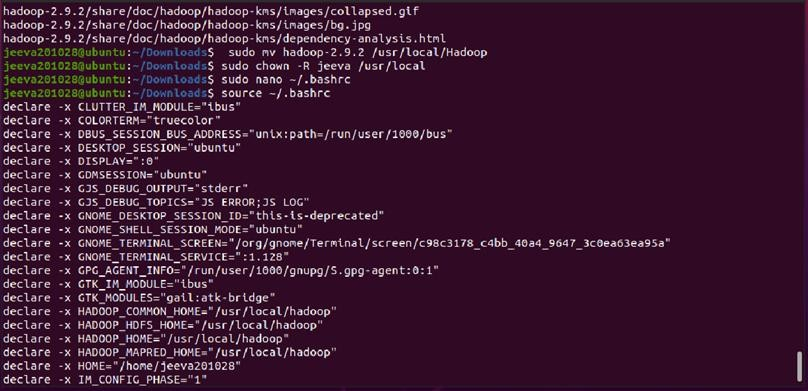 hadoop-2.9.2/share/doc/hadoop/hadoop-kms/images/collapsed.gif
hadoop-2.9.2/share/doc/hadoop/hadoop-kms/images/bg.jpg
hadoop-2.9.2/share/doc/hadoop/hadoop-kms/dependency-analysis.html
jeeva201028@ubuntu:~/Downloads$  sudo mv hadoop-2.9.2 /usr/local/Hadoop
jeeva201028@ubuntu:~/Downloads$ sudo chown -R jeeva /usr/local
jeeva201028@ubuntu:~/Downloads$ sudo nano ~/.bashrc
jeeva201028@ubuntu:~/Downloads$ source ~/.bashrc
declare -x CLUTTER_IM_MODULE="ibus"
declare -x COLORTERM="truecolor"
declare -x DBUS_SESSION_BUS_ADDRESS="unix:path=/run/user/1000/bus"
declare -x DESKTOP_SESSION="ubuntu"
declare -x DISPLAY=":0"
declare -x GDMSESSION="ubuntu"
declare -x GJS_DEBUG_OUTPUT="stderr"
declare -x GJS_DEBUG_TOPICS="JS ERROR;JS LOG"
declare -x GNOME_DESKTOP_SESSION_ID="this-is-deprecated"
declare -x GNOME_SHELL_SESSION_MODE="ubuntu"
declare -x GNOME_TERMINAL_SCREEN="/org/gnome/Terminal/screen/c98c3178_c4bb_40a4_9647_3c0ea63ea95a"
declare -x GNOME_TERMINAL_SERVICE=":1.128"
declare -x GPG_AGENT_INFO="/run/user/1000/gnupg/S.gpg-agent:0:1"
declare -x GTK_IM_MODULE="ibus"
declare -x GTK_MODULES="gail:atk-bridge"
declare -x HADOOP_COMMON_HOME="/usr/local/hadoop"
declare -x HADOOP_HDFS_HOME="/usr/local/hadoop"
declare -x HADOOP_HOME="/usr/local/hadoop"
declare -x HADOOP_MAPRED_HOME="/usr/local/hadoop"
declare -x HOME="/home/jeeva201028"
declare -x IM_CONFIG_PHASE="1"